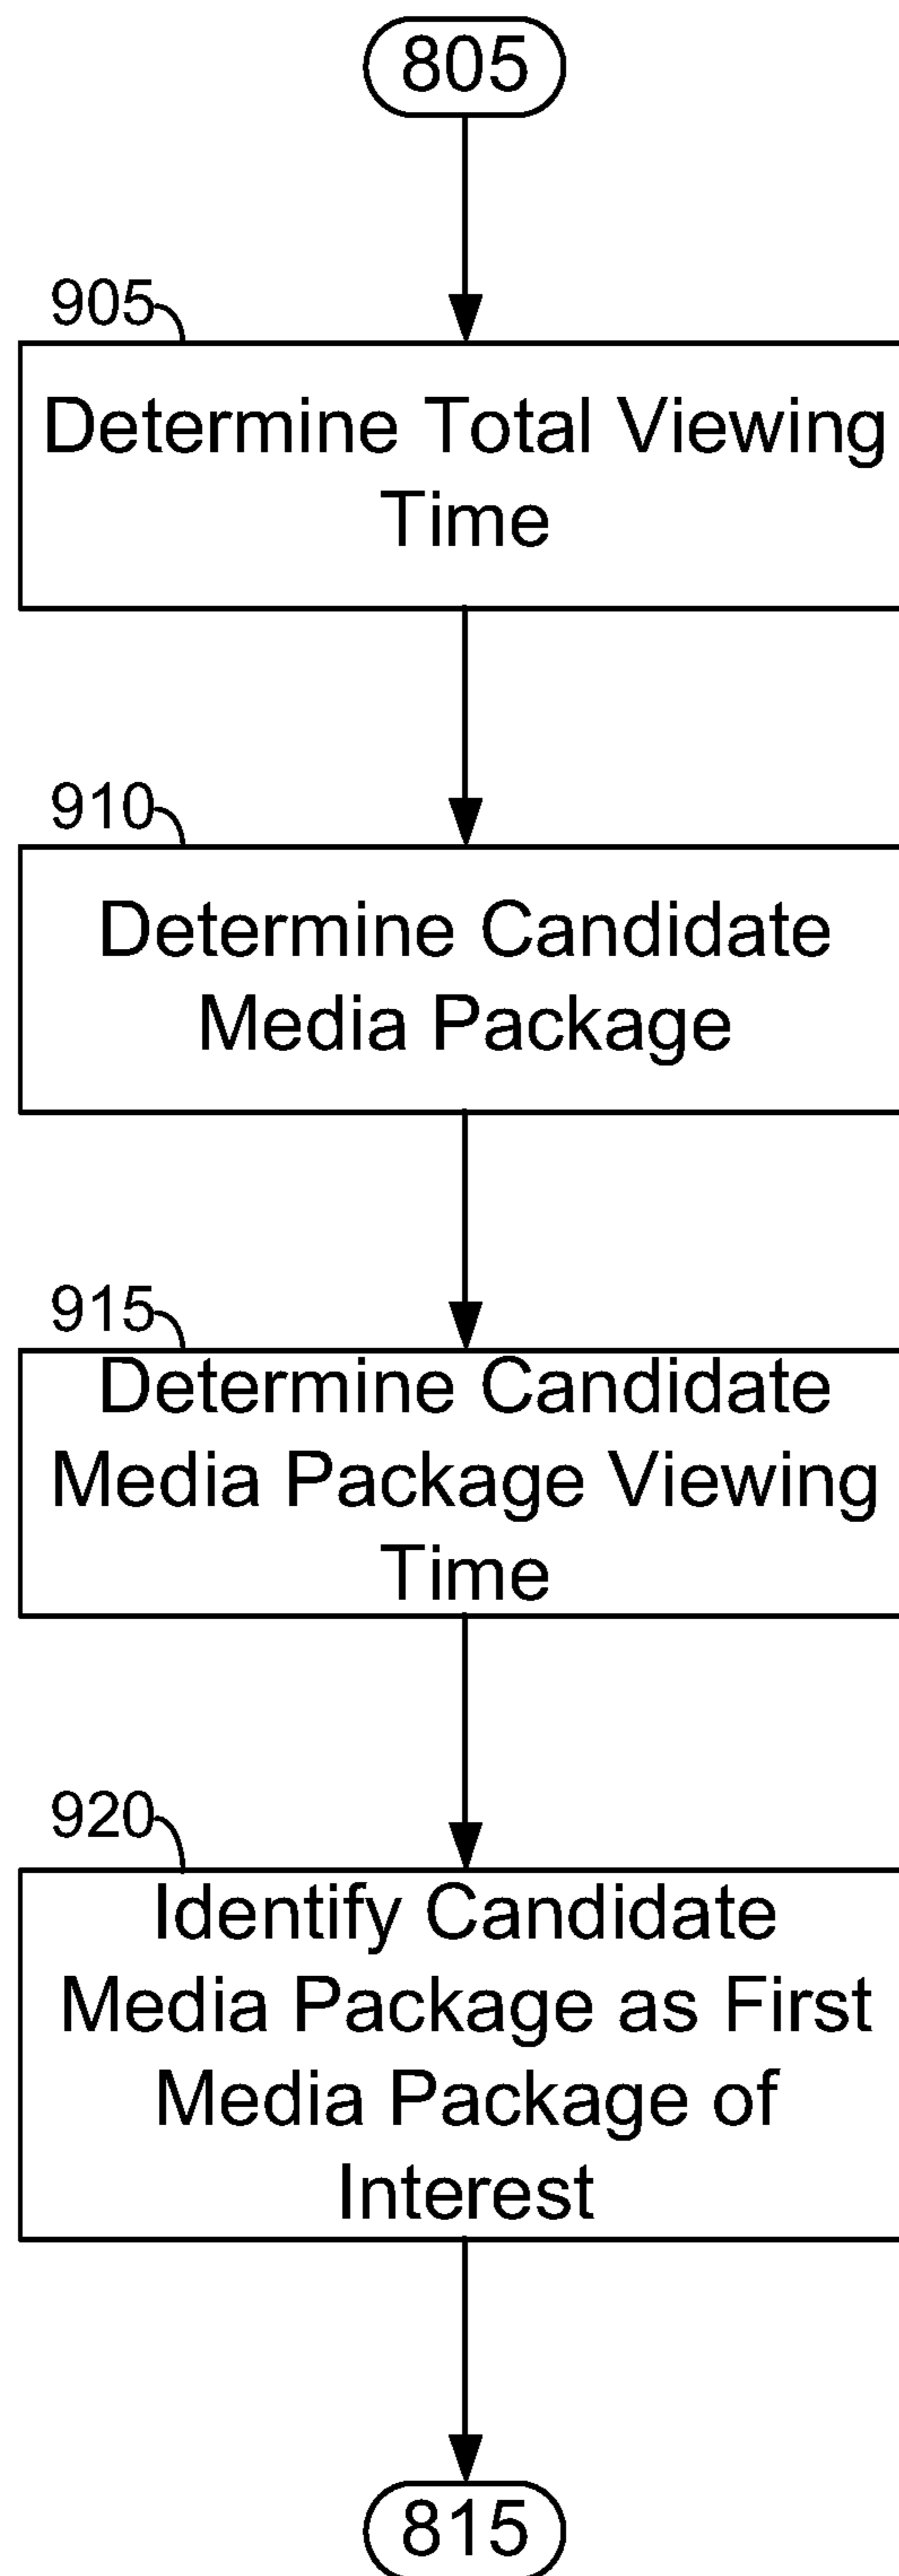 805
905
Determine Total Viewing
Time
910
Determine Candidate
Media Package
915
Determine Candidate
Media Package Viewing
Time
920
Identify Candidate
Media Package as First
Media Package of
Interest
815